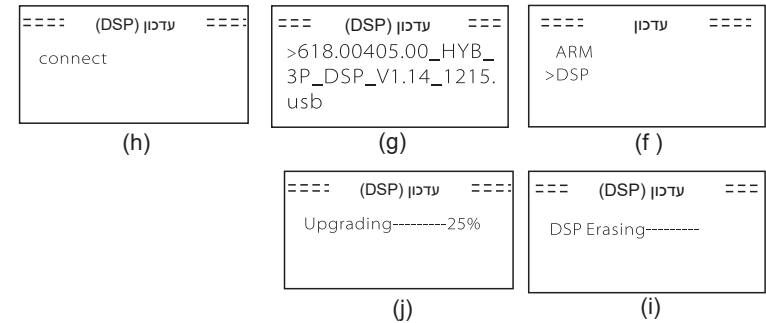 ==== עדכון ====
ARM
>DSP
(f )
=== עדכון (DSP) ===
>618.00405.00_HYB_
3P_DSP_V1.14_1215.
usb
(g)
==== עדכון (DSP) ====
connect
(h)
=== עדכון (DSP) ===
DSP Erasing---------
(i)
==== עדכון (DSP) ====
Upgrading---------25%
(j)